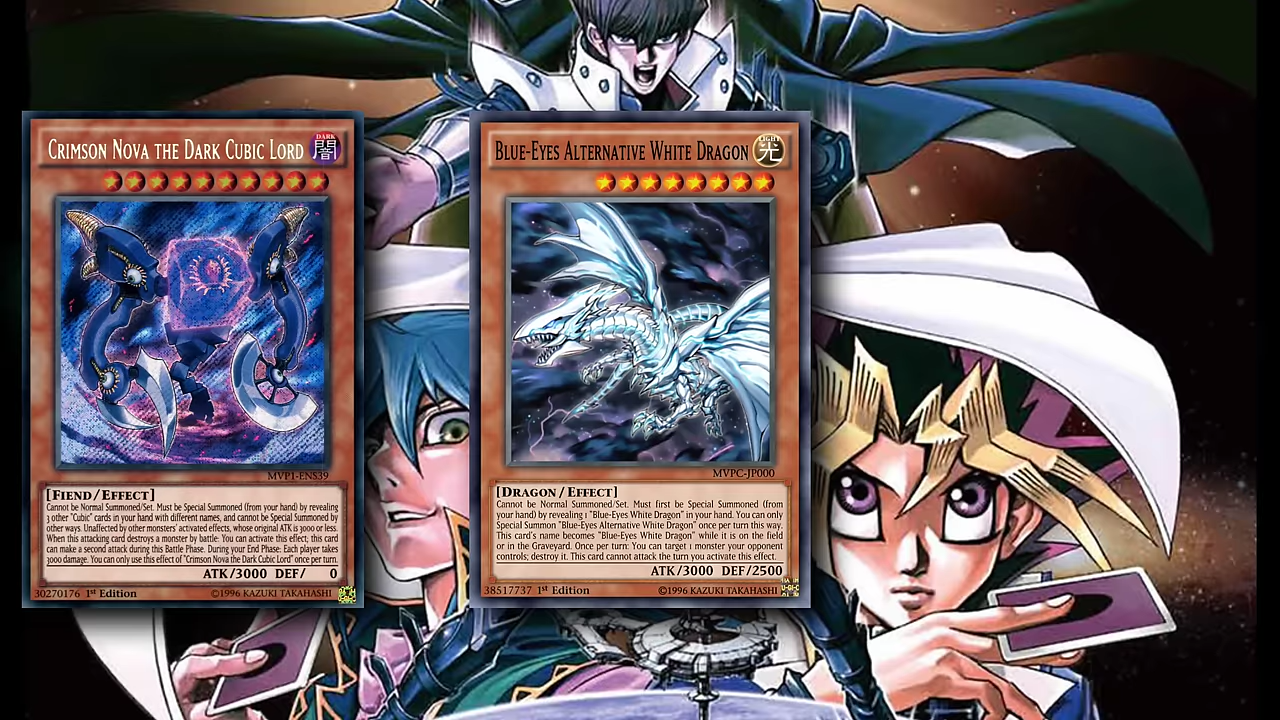 CRIMSON NOVA THE DARK CUBIC LORD
DARK
闇
MVP1-ENS39
[FIEND/EFFECT]
Cannot be Normal Summoned/Set. Must be Special Summoned (from your hand) by revealing
3 other "Cubic" cards in your hand with different names, and cannot be Special Summoned by
other ways. Unaffected by other monsters' activated effects, whose original ATK is 3000 or less.
When this attacking card destroys a monster by battle: You can activate this effect; this card
can make a second attack during this Battle Phase. During your End Phase: Each player takes
3000 damage. You can only use this effect of "Crimson Nova the Dark Cubic Lord" once per turn.
ATK/3000 DEF/ 0
30270176 1st Edition ©1996 KAZUKI TAKAHASHI
BLUE-EYES ALTERNATIVE WHITE DRAGON
LIGHT
光
MVPC-JP000
[DRAGON/EFFECT]
Cannot be Normal Summoned/Set. Must first be Special Summoned (from
your hand) by revealing 1 "Blue-Eyes White Dragon" in your hand. You can only
Special Summon "Blue-Eyes Alternative White Dragon" once per turn this way.
This card's name becomes "Blue-Eyes White Dragon" while it is on the field
or in the Graveyard. Once per turn: You can target 1 monster your opponent
controls; destroy it. This card cannot attack the turn you activate this effect.
ATK/3000 DEF/2500
38517737 1st Edition ©1996 KAZUKI TAKAHASHI